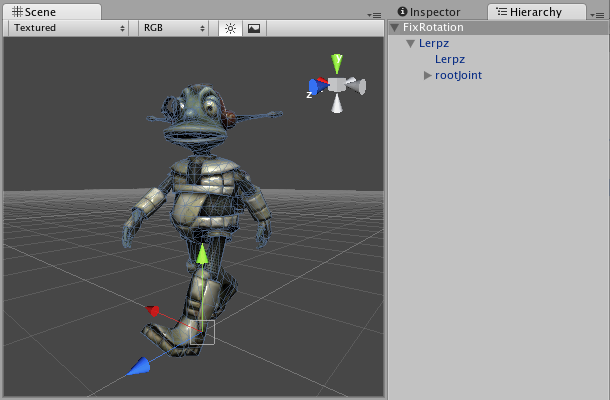 Scene
Textured
RGB
z
Inspector
Hierarchy
FixRotation
Lerpz
Lerpz
rootJoint